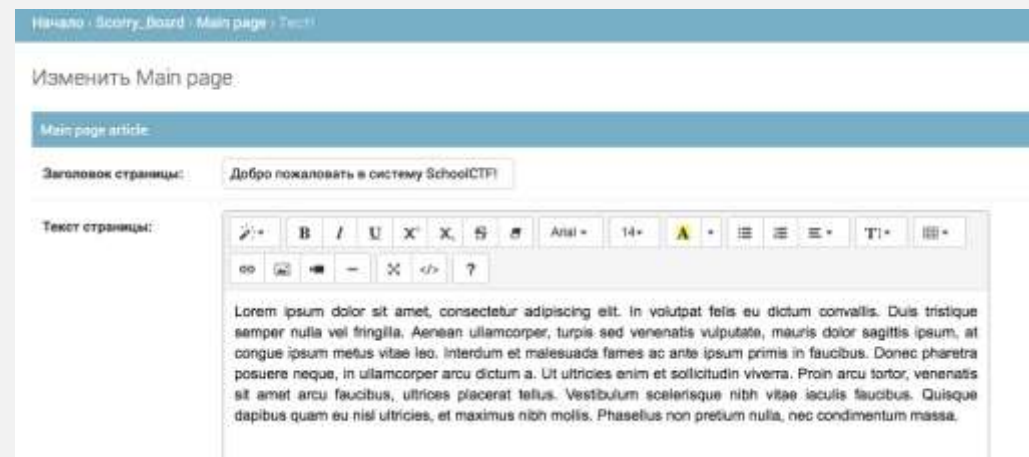 Начало › Scorry_Board › Main page › Тест!
Изменить Main page
Main page article
Заголовок страницы: Добро пожаловать в систему SchoolCTF!
Текст страницы:
B I U X² X₂ S Arial 14 A T
</> ?
Lorem ipsum dolor sit amet, consectetur adipiscing elit. In volutpat felis eu dictum convallis. Duis tristique
semper nulla vel fringilla. Aenean ullamcorper, turpis sed venenatis vulputate, mauris dolor sagittis ipsum, at
congue ipsum metus vitae leo. Interdum et malesuada fames ac ante ipsum primis in faucibus. Donec pharetra
posuere neque, in ullamcorper arcu dictum a. Ut ultricies enim et sollicitudin viverra. Proin arcu tortor, venenatis
sit amet arcu faucibus, ultrices placerat tellus. Vestibulum scelerisque nibh vitae iaculis faucibus. Quisque
dapibus quam eu nisl ultricies, et maximus nibh mollis. Phasellus non pretium nulla, nec condimentum massa.